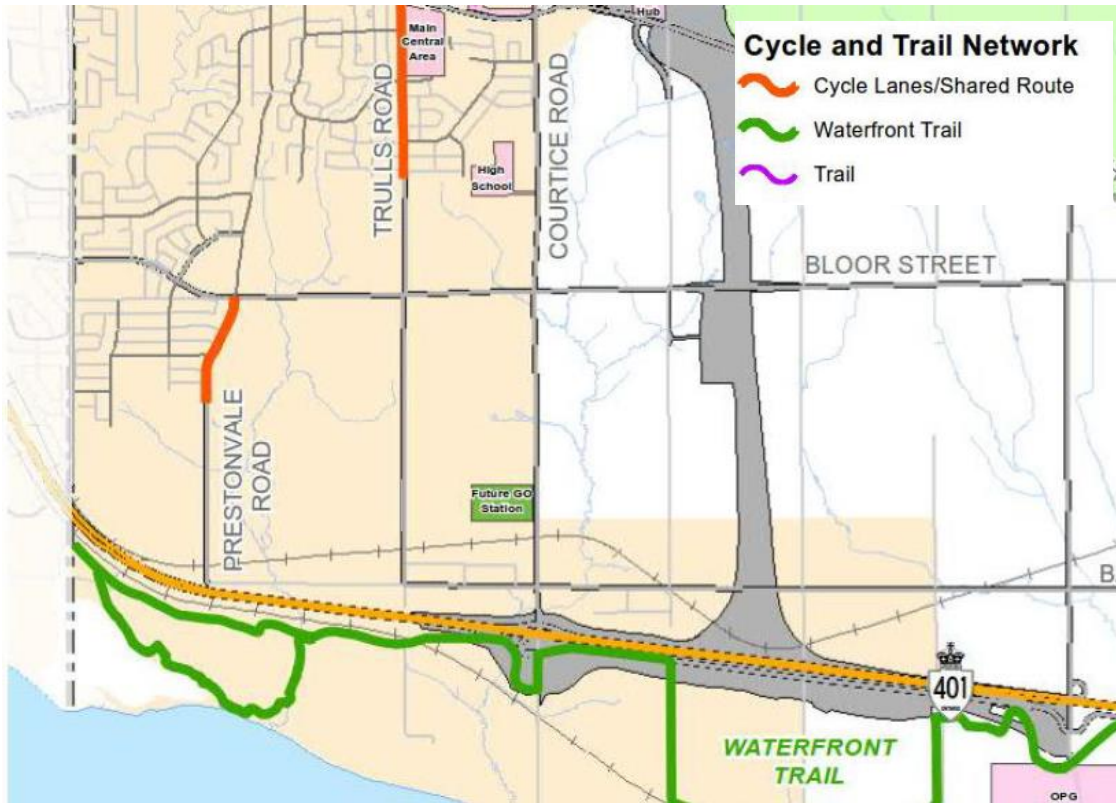 Hub
Main
Central
Area
Cycle and Trail Network
Cycle Lanes/Shared Route
Waterfront Trail
Trail
TRULLS ROAD
COURTICE ROAD
High
School
BLOOR STREET
PRESTONVALE
ROAD
Future GO
Station
B
401
WATERFRONT
TRAIL
OPG